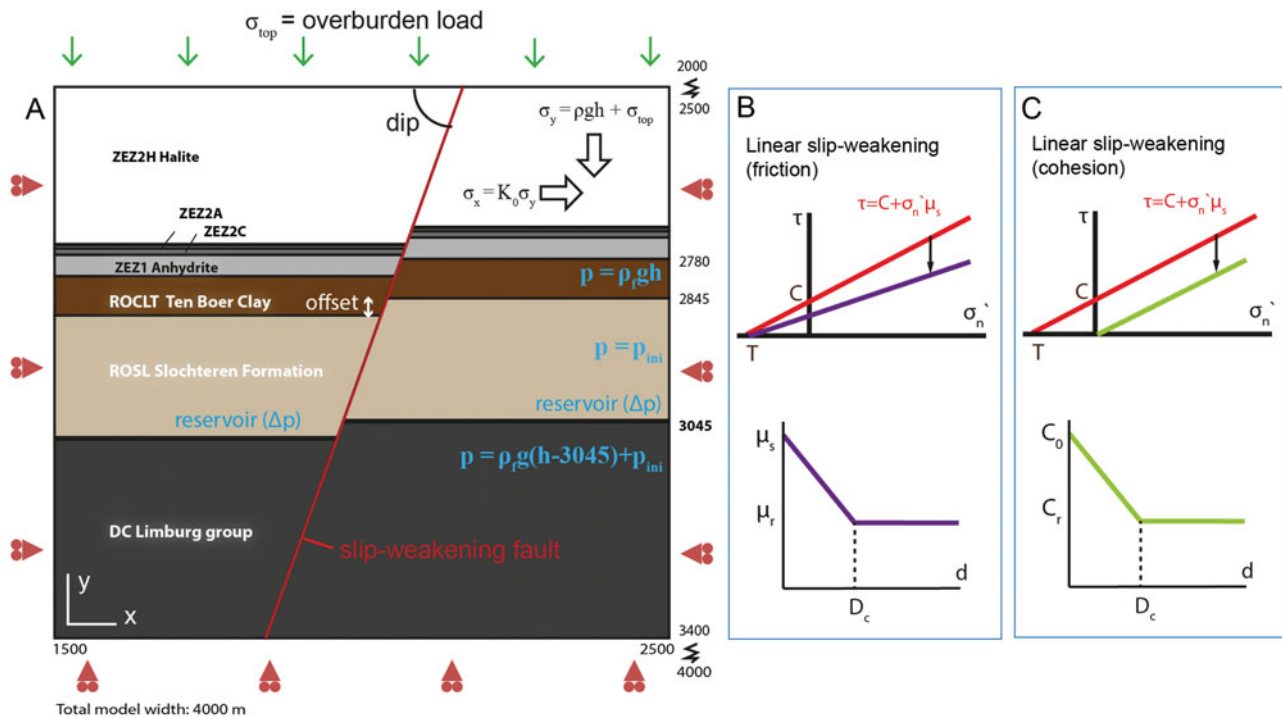 σtop = overburden load
A
dip
σy = ρgh + σtop
σx = K0σy
ZEZ2H Halite
ZEZ2A
ZEZ2C
ZEZ1 Anhydrite
ROCLT Ten Boer Clay
offset
p = ρfgh
ROSL Slochteren Formation
p = pini
reservoir (Δp)
reservoir (Δp)
p = ρfg(h-3045)+pini
DC Limburg group
slip-weakening fault
y
x
2000
2500
2780
2845
3045
3400
4000
1500
2500
Total model width: 4000 m
B
Linear slip-weakening
(friction)
τ=C+σn`μs
τ
C
σn`
T
μs
μr
d
Dc
C
Linear slip-weakening
(cohesion)
τ=C+σn`μs
τ
C
σn`
T
C0
Cr
d
Dc